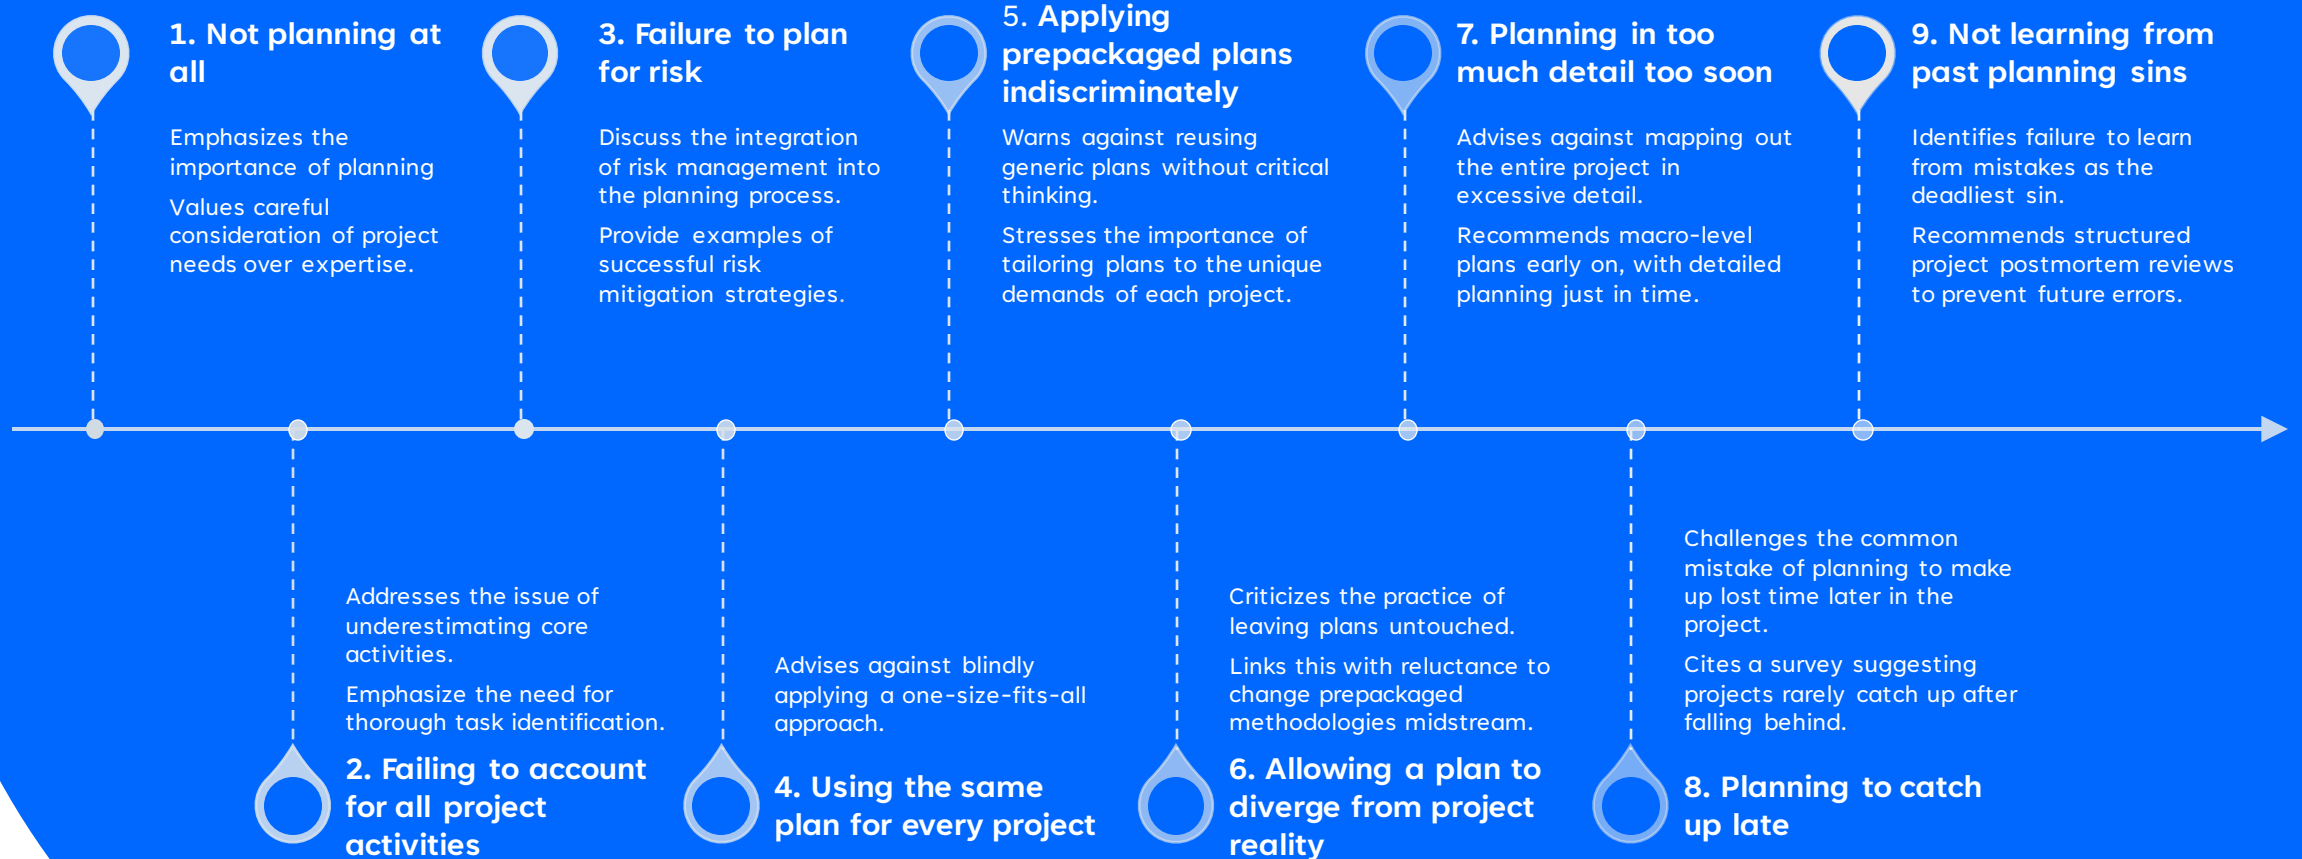 1. Not planning at
all
Emphasizes the
importance of planning
Values careful
consideration of project
needs over expertise.
3. Failure to plan
for risk
Discuss the integration
of risk management into
the planning process.
Provide examples of
successful risk
mitigation strategies.
5. Applying
prepackaged plans
indiscriminately
Warns against reusing
generic plans without critical
thinking.
Stresses the importance of
tailoring plans to the unique
demands of each project.
7. Planning in too
much detail too soon
Advises against mapping out
the entire project in
excessive detail.
Recommends macro-level
plans early on, with detailed
planning just in time.
9. Not learning from
past planning sins
Identifies failure to learn
from mistakes as the
deadliest sin.
Recommends structured
project postmortem reviews
to prevent future errors.
Addresses the issue of
underestimating core
activities.
Emphasize the need for
thorough task identification.
2. Failing to account
for all project
activities
Advises against blindly
applying a one-size-fits-all
approach.
4. Using the same
plan for every project
Criticizes the practice of
leaving plans untouched.
Links this with reluctance to
change prepackaged
methodologies midstream.
6. Allowing a plan to
diverge from project
reality
Challenges the common
mistake of planning to make
up lost time later in the
project.
Cites a survey suggesting
projects rarely catch up after
falling behind.
8. Planning to catch
up late